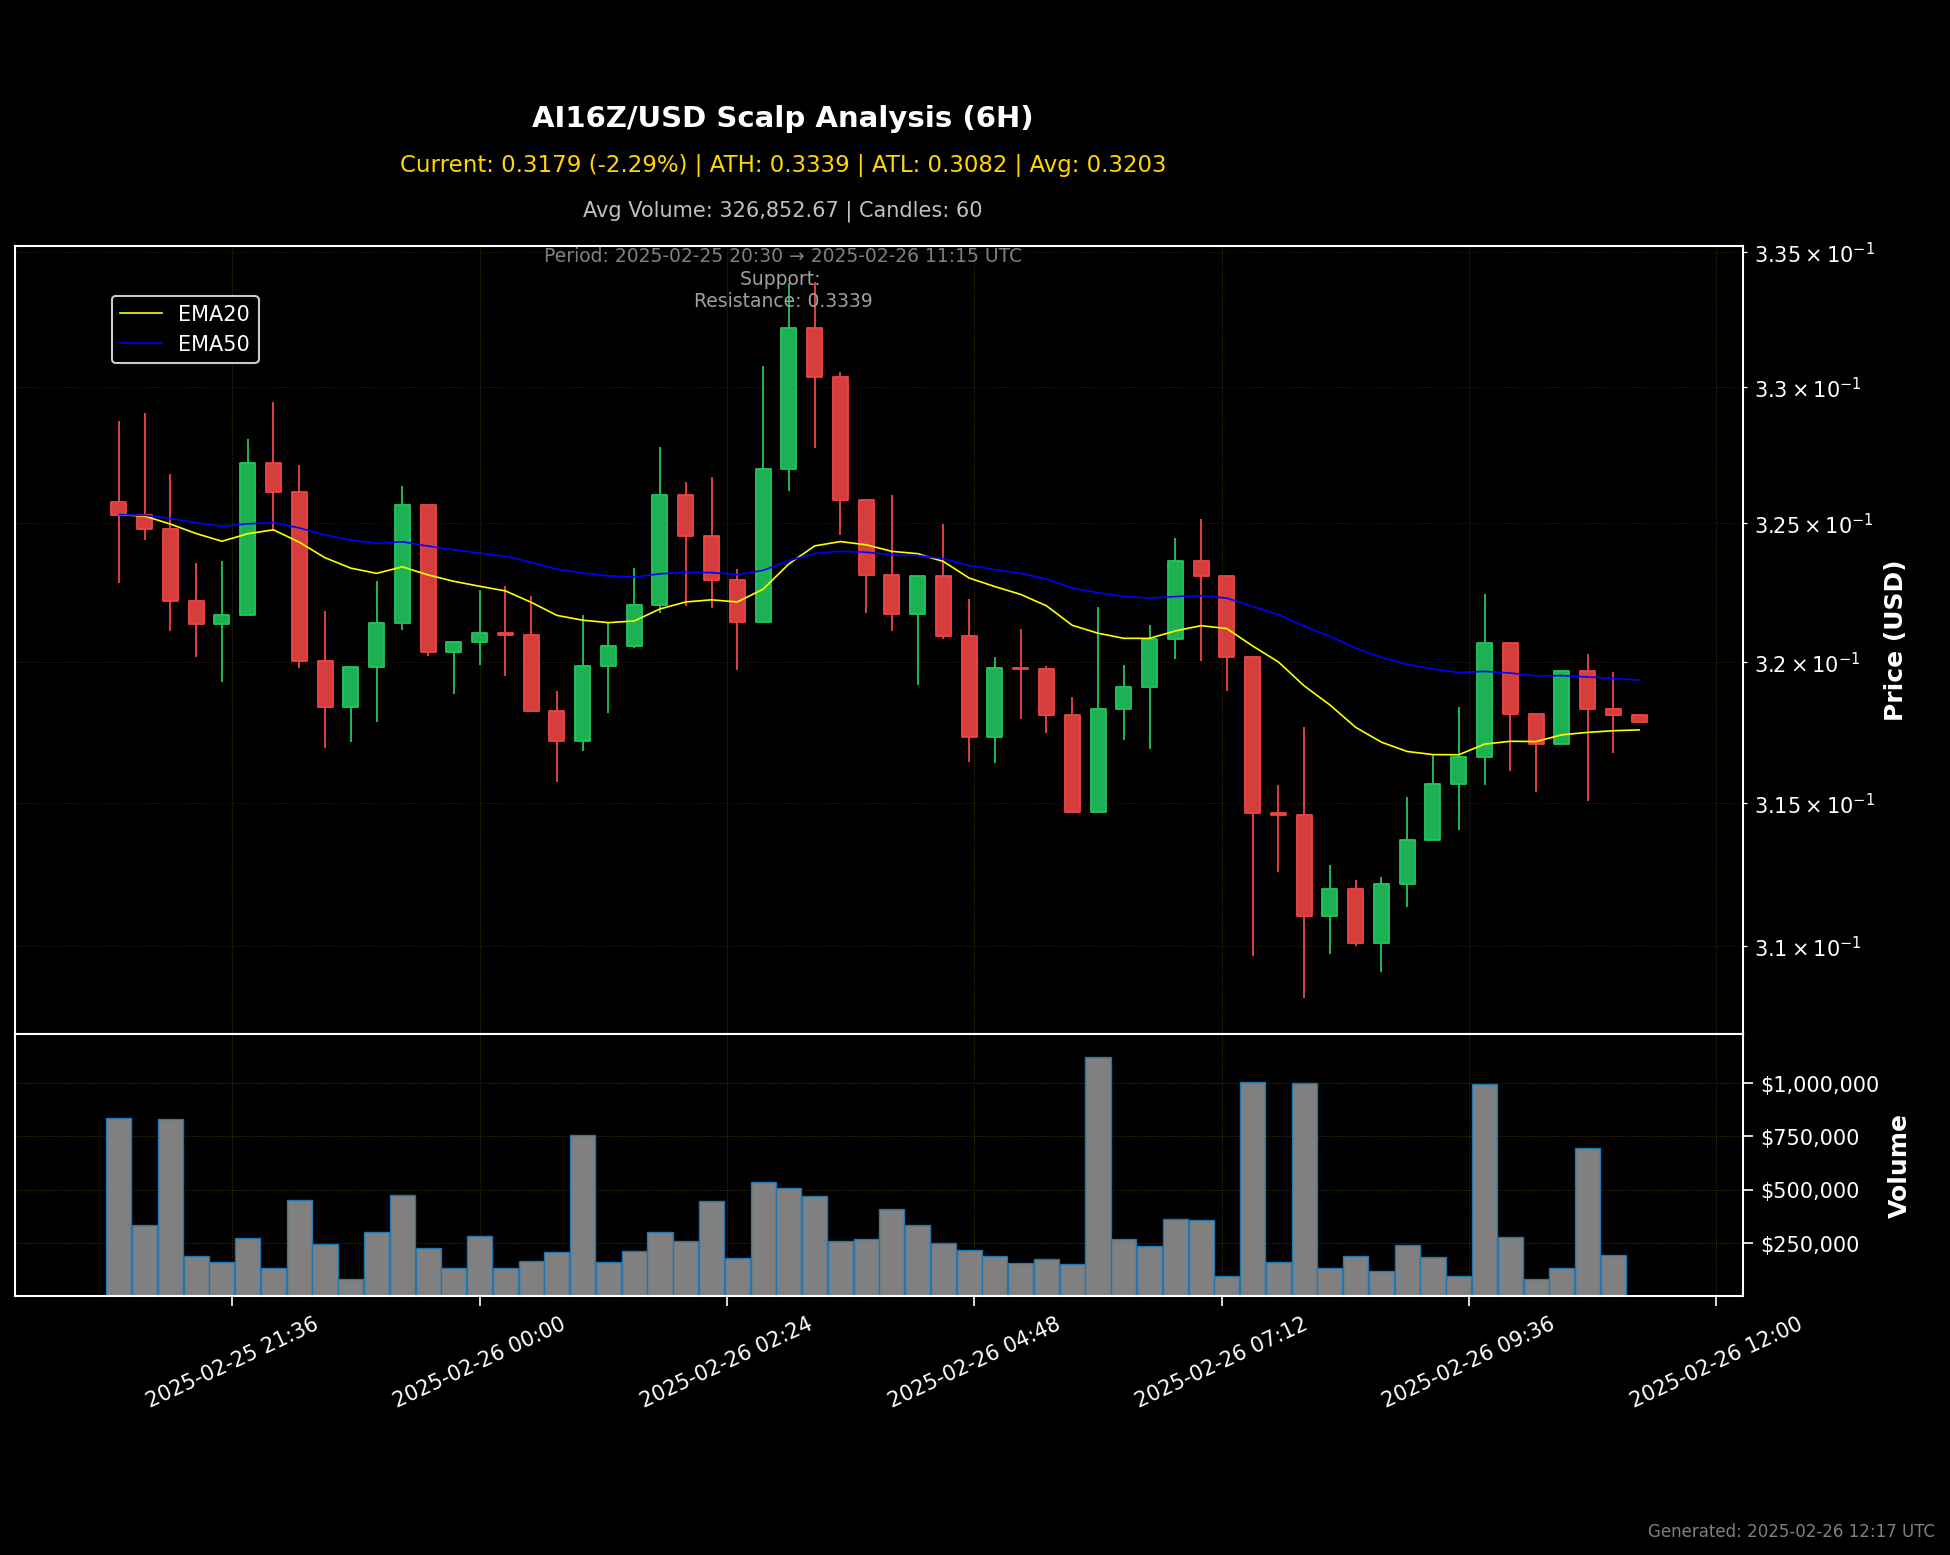 AI16Z/USD Scalp Analysis (6H)
Current: 0.3179 (-2.29%) | ATH: 0.3339 | ATL: 0.3082 | Avg: 0.3203
Avg Volume: 326,852.67 | Candles: 60
Period: 2025-02-25 20:30 → 2025-02-26 11:15 UTC
Support:
Resistance: 0.3339
EMA20
EMA50
3.35 × 10⁻¹
3.3 × 10⁻¹
3.25 × 10⁻¹
3.2 × 10⁻¹
3.15 × 10⁻¹
3.1 × 10⁻¹
Price (USD)
$1,000,000
$750,000
$500,000
$250,000
Volume
2025-02-25 21:36
2025-02-26 00:00
2025-02-26 02:24
2025-02-26 04:48
2025-02-26 07:12
2025-02-26 09:36
2025-02-26 12:00
Generated: 2025-02-26 12:17 UTC